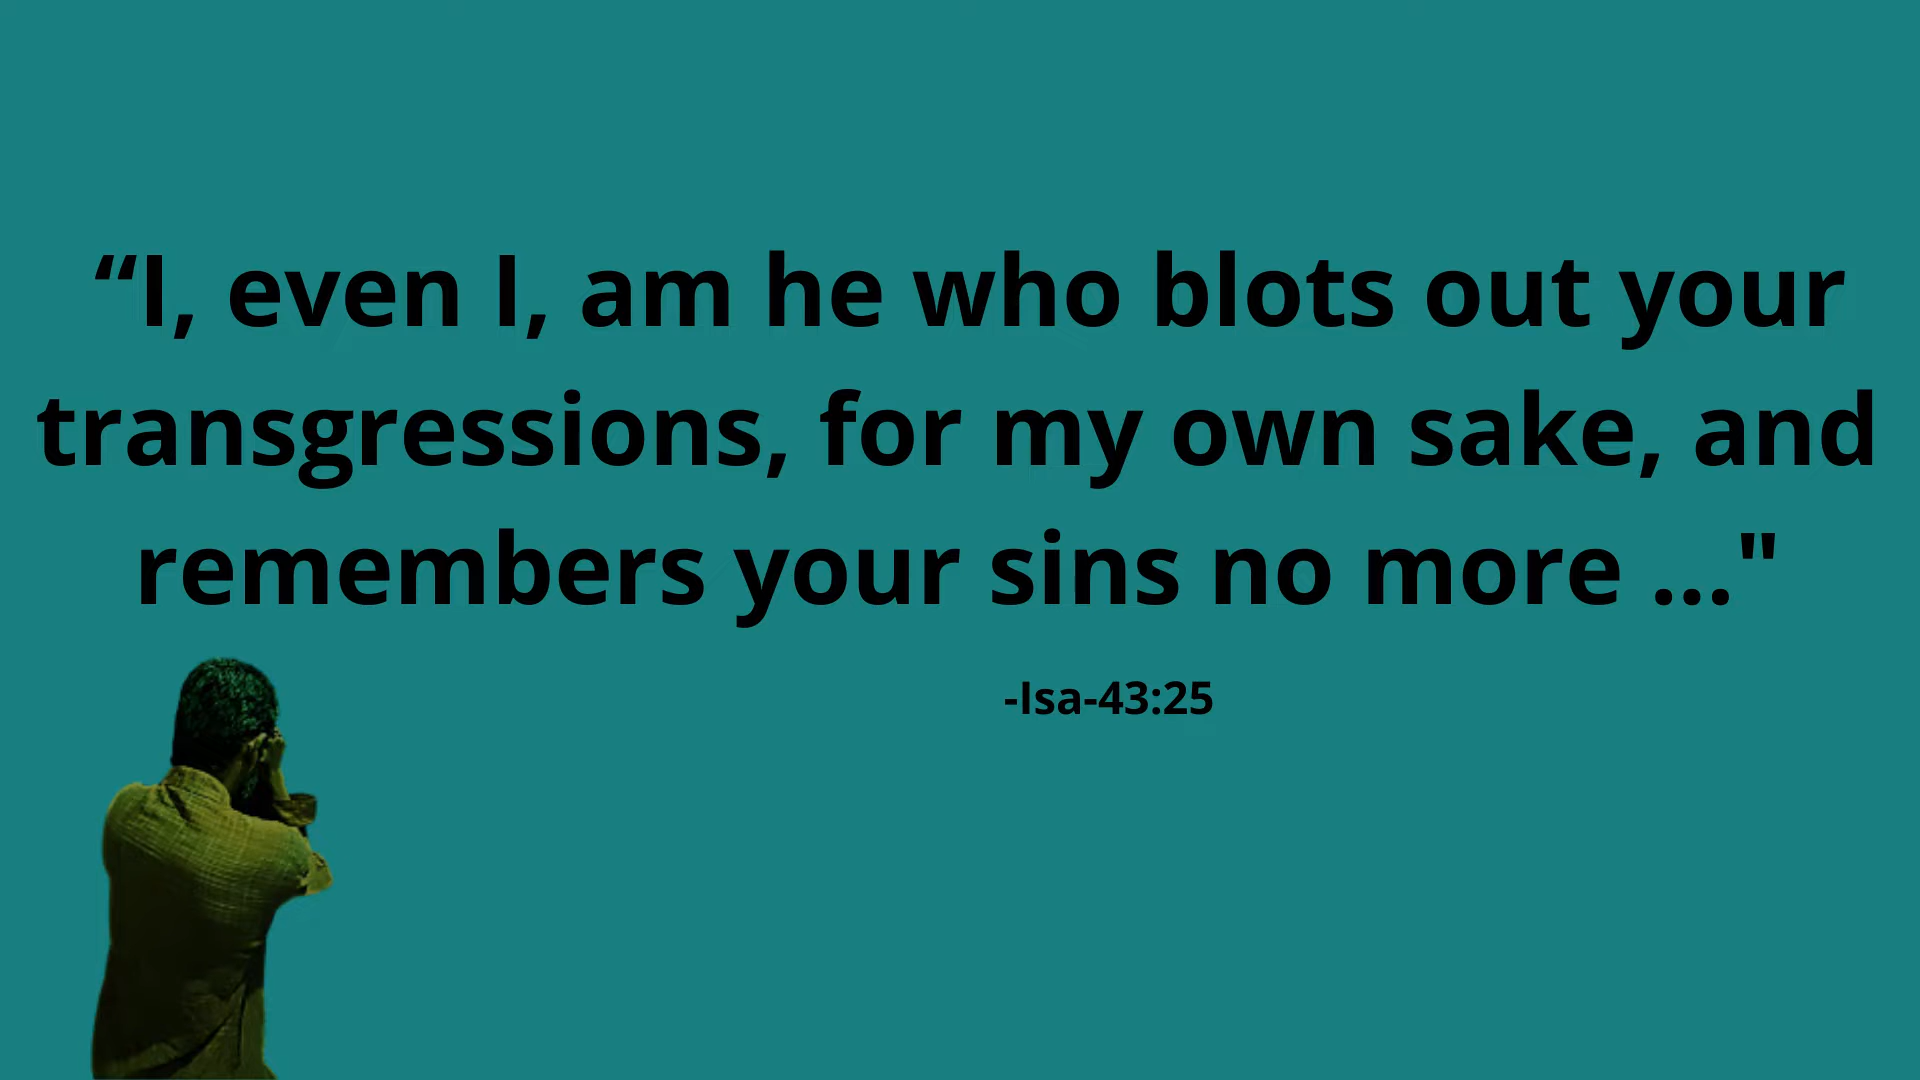 “I, even I, am he who blots out your
transgressions, for my own sake, and
remembers your sins no more ..."
-Isa-43:25